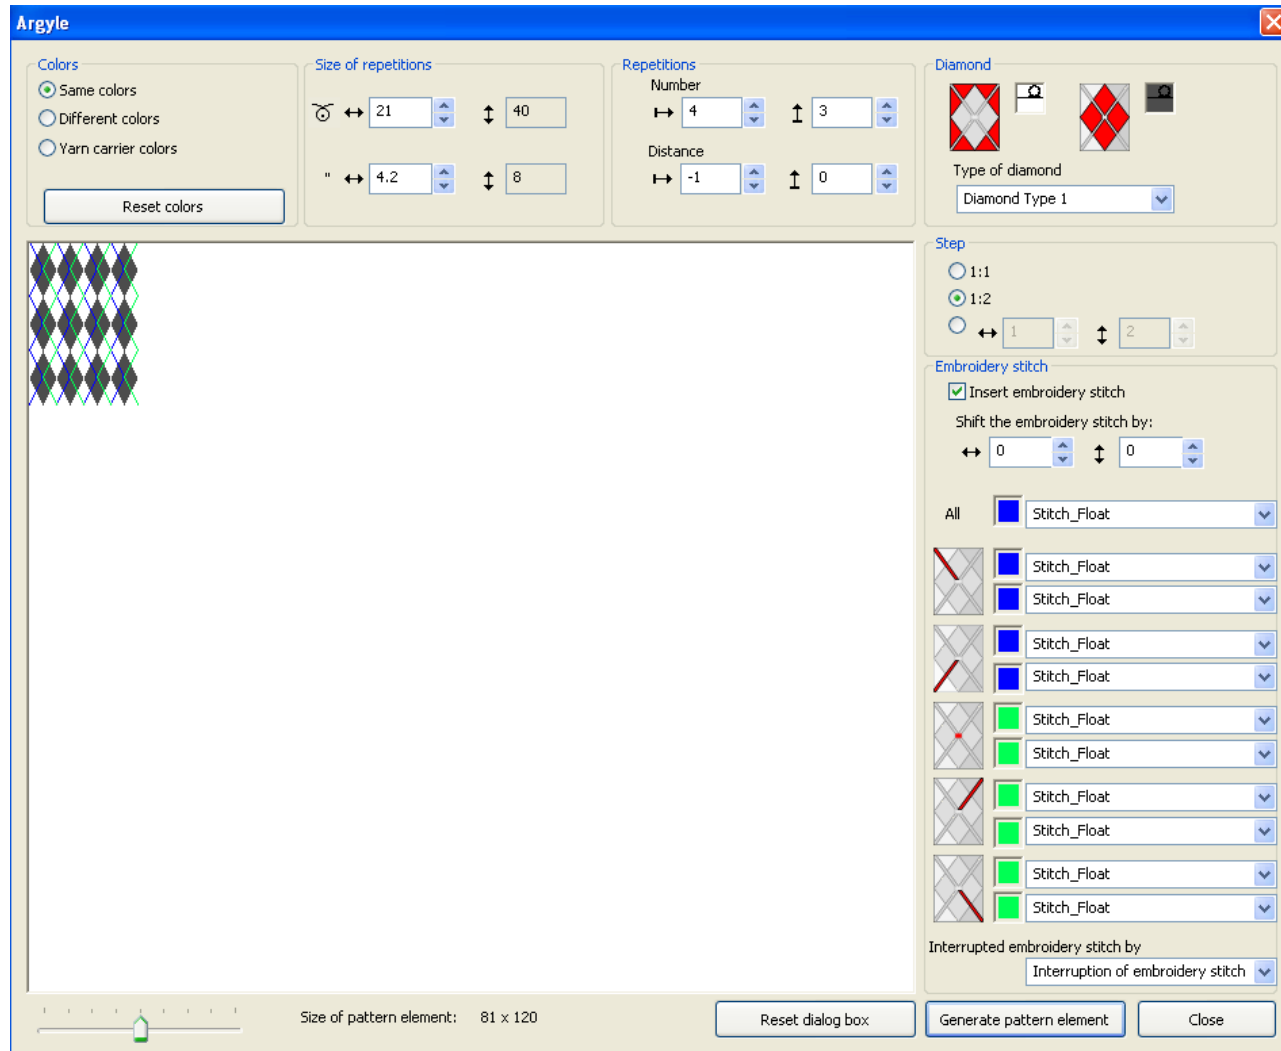 Argyle
Colors
Same colors
Different colors
Yarn carrier colors
Reset colors
Size of repetitions
21
40
" 4.2
8
Repetitions
Number
4
3
Distance
-1
0
Diamond
Type of diamond
Diamond Type 1
Step
1:1
1:2
1
2
Embroidery stitch
Insert embroidery stitch
Shift the embroidery stitch by:
0
0
All Stitch_Float
Stitch_Float
Stitch_Float
Stitch_Float
Stitch_Float
Stitch_Float
Stitch_Float
Stitch_Float
Stitch_Float
Stitch_Float
Stitch_Float
Interrupted embroidery stitch by
Interruption of embroidery stitch
Size of pattern element: 81 x 120
Reset dialog box
Generate pattern element
Close